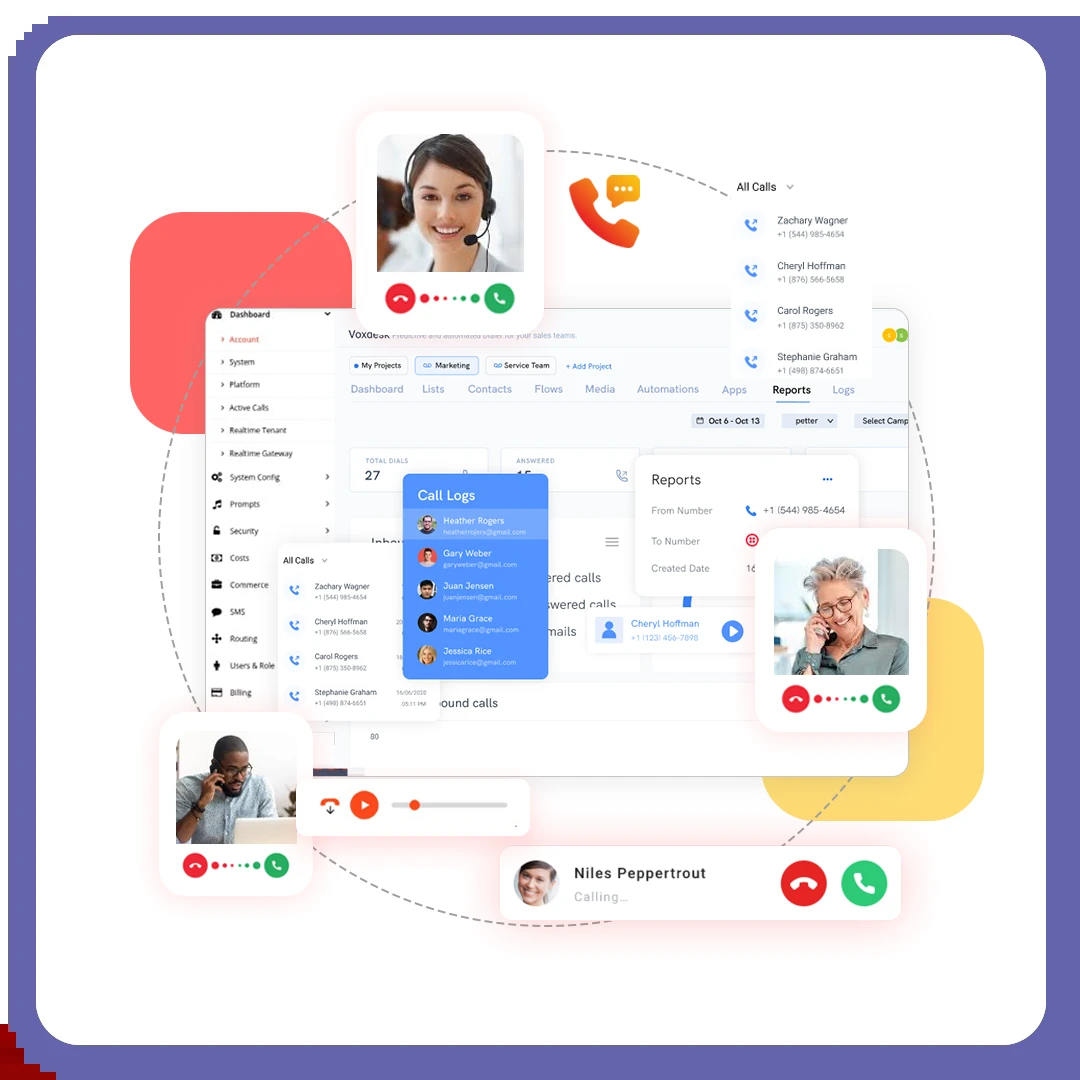 All Calls
Zachary Wagner
+1 (544) 985-4654
Cheryl Hoffman
+1 (876) 566-5658
Carol Rogers
+1 (875) 350-8962
Stephanie Graham
+1 (498) 874-6651
Dashboard
Account
System
Platform
Active Calls
Realtime Tenant
Realtime Gateway
System Config
Prompts
Security
Costs
Commerce
SMS
Routing
Users & Role
Billing
Voxdesk Predictive and automated Dialer for your sales teams.
My Projects
Marketing
Service Team
+ Add Project
Dashboard Lists Contacts Flows Media Automations Apps Reports Logs
Oct 6 - Oct 13
petter
Select Camp
TOTAL DIALS
27
ANSWERED
15
Call Logs
Heather Rogers
heatherrojers@gmail.com
Gary Weber
garyweber@gmail.com
Juan Jensen
juanjensen@gmail.com
Maria Grace
mariagrace@gmail.com
Jessica Rice
jessicarice@gmail.com
Reports
From Number
+1 (544) 985-4654
To Number
Created Date
16
All Calls
Zachary Wagner
+1 (544) 985-4654
Cheryl Hoffman
+1 (876) 566-5658
Carol Rogers
+1 (875) 350-8962
Stephanie Graham
+1 (498) 874-6651
16/06/2020
05:11 PM
ered calls
swered calls
mails
Cheryl Hoffman
+1 (123) 456-7898
ound calls
80
Niles Peppertrout
Calling...